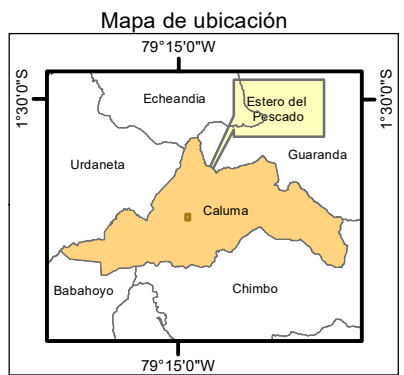 Mapa de ubicación
79°15'0"W
1°30'0"S
1°30'0"S
Echeandia
Estero del
Pescado
Urdaneta
Guaranda
Caluma
Babahoyo
Chimbo
79°15'0"W